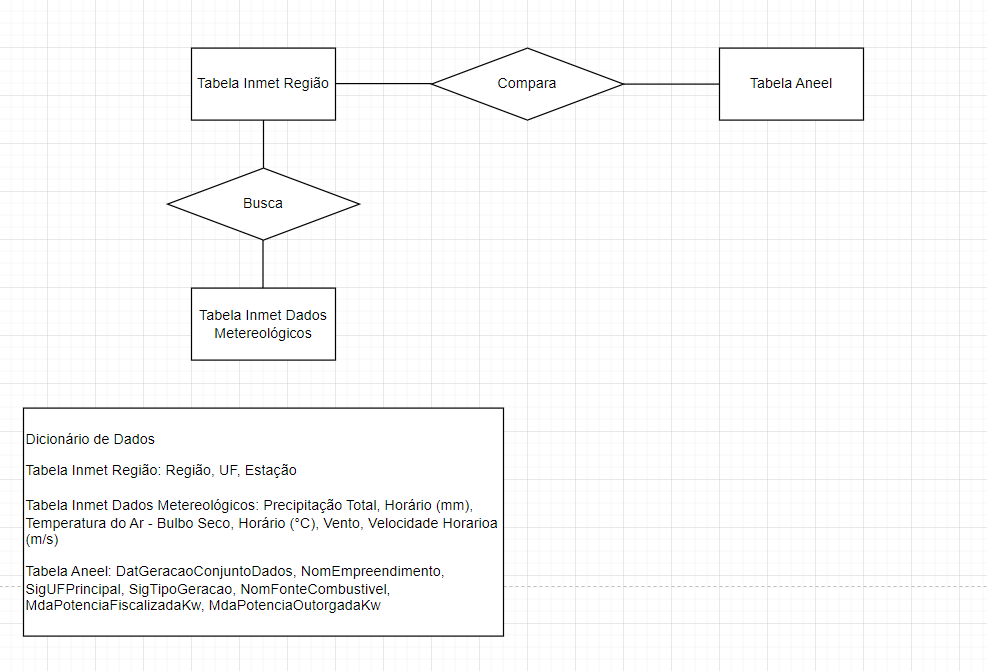 Tabela Inmet Região
Compara
Tabela Aneel
Busca
Tabela Inmet Dados
Metereológicos
Dicionário de Dados
Tabela Inmet Região: Região, UF, Estação
Tabela Inmet Dados Metereológicos: Precipitação Total, Horário (mm),
Temperatura do Ar - Bulbo Seco, Horário (°C), Vento, Velocidade Horarioa
(m/s)
Tabela Aneel: DatGeracaoConjuntoDados, NomEmpreendimento,
SigUFPrincipal, SigTipoGeracao, NomFonteCombustivel,
MdaPotenciaFiscalizadaKw, MdaPotenciaOutorgadaKw